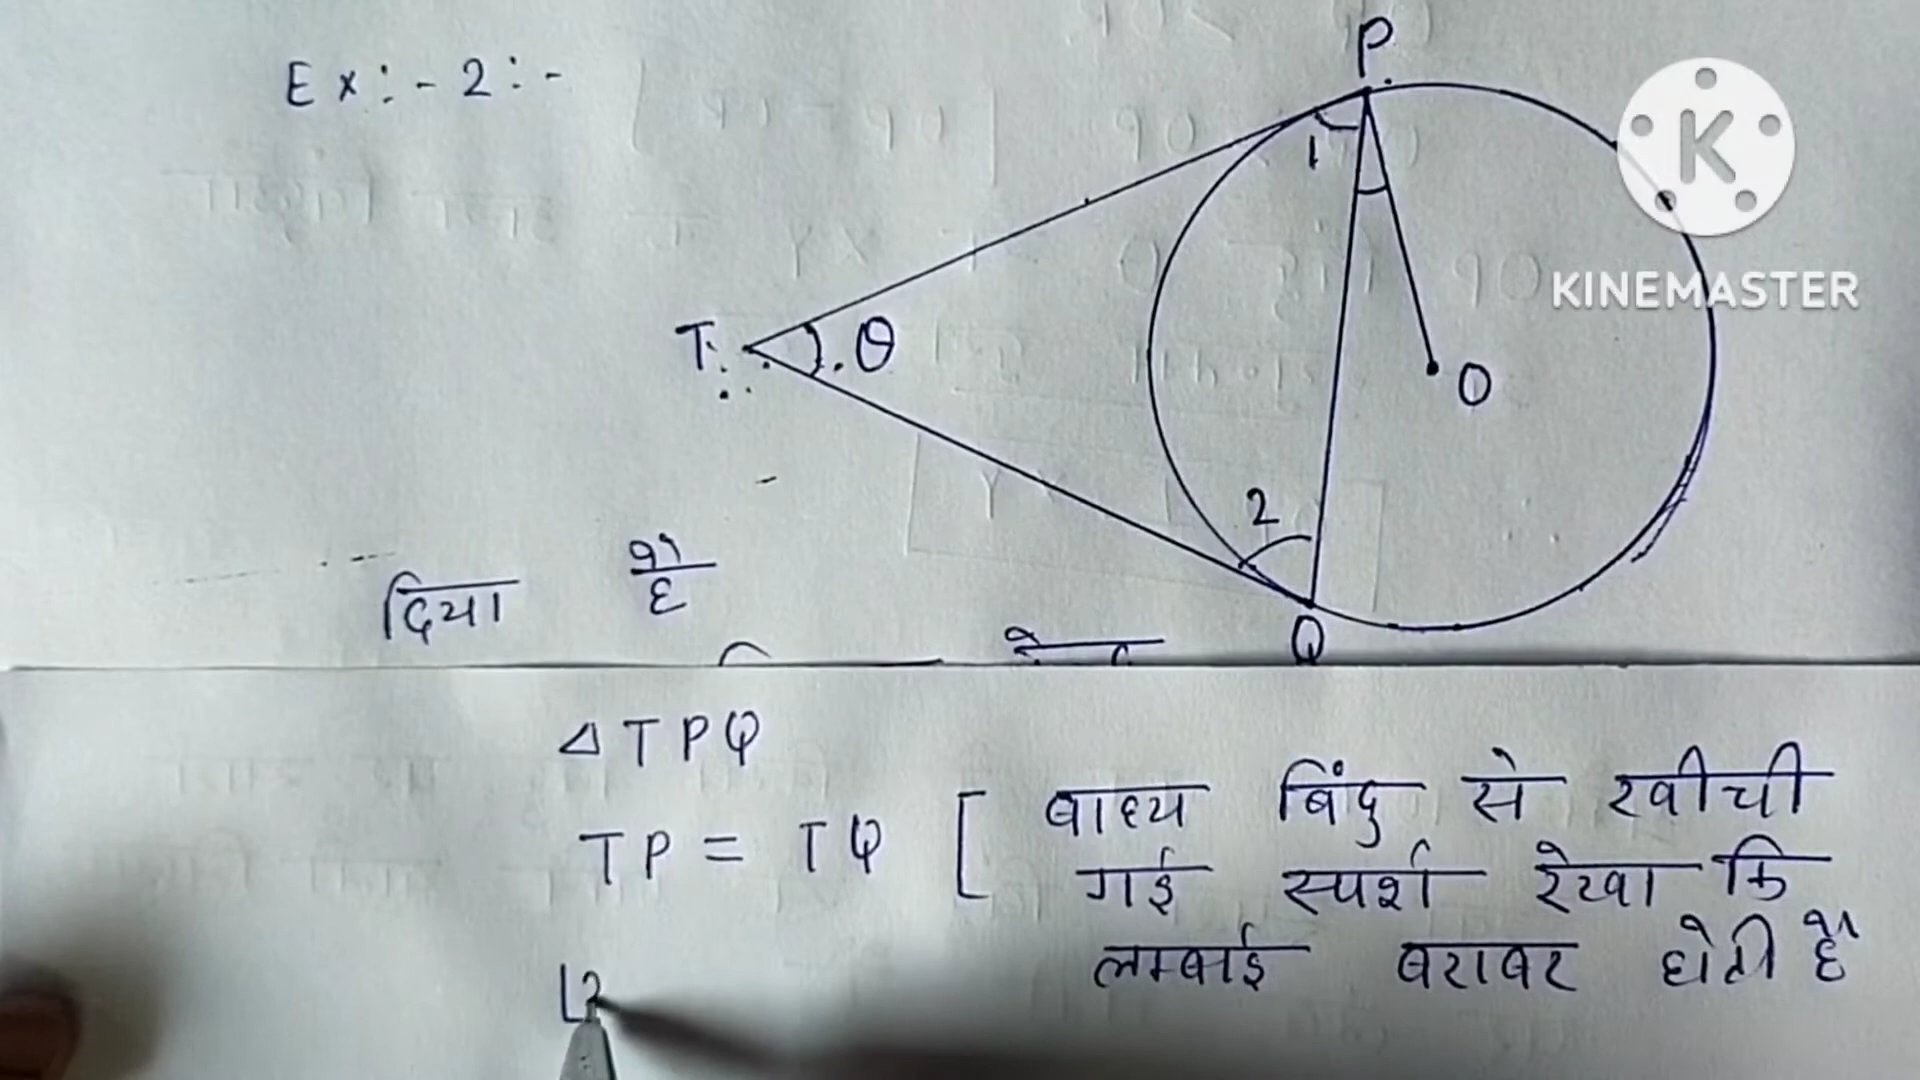 Ex:- 2:-
P
1
KINEMASTER
T
θ
O
2
दिया है
Q
△TPQ
TP = TQ [ बाह्य बिंदु से खीची
गई स्पर्श रेखा कि
लम्बाई बराबर होती है
∠2